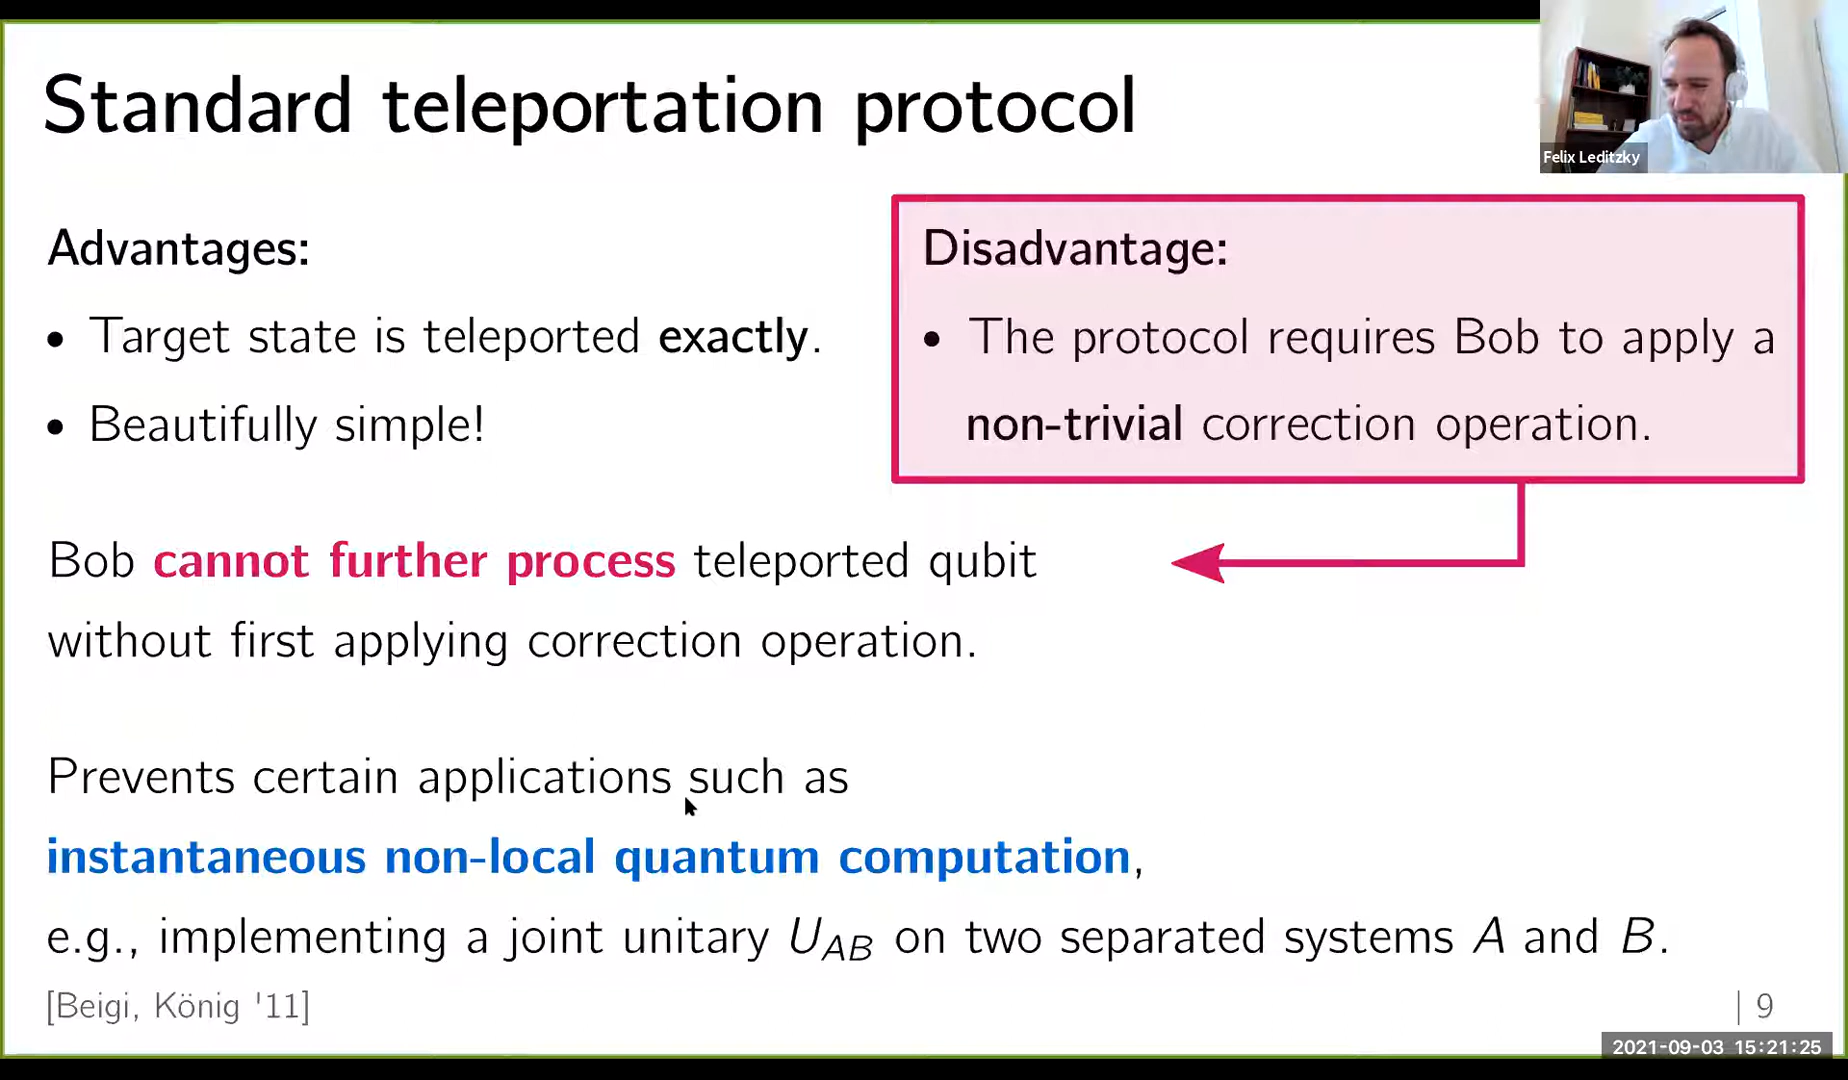 Standard teleportation protocol
Felix Leditzky
Advantages:
• Target state is teleported exactly.
• Beautifully simple!
Disadvantage:
• The protocol requires Bob to apply a
non-trivial correction operation.
Bob cannot further process teleported qubit
without first applying correction operation.
Prevents certain applications such as
instantaneous non-local quantum computation,
e.g., implementing a joint unitary U_AB on two separated systems A and B.
[Beigi, König '11]
| 9
2021-09-03 15:21:25